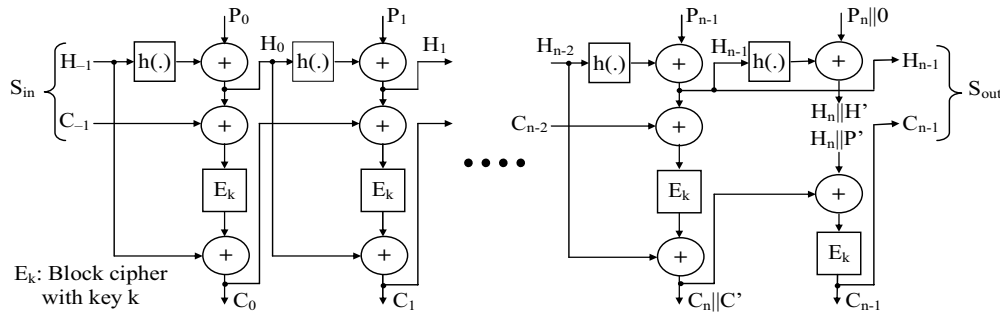 P0 P1 Pn-1 Pn||0
H–1 h(.) + H0 h(.) + H1 Hn-2 h(.) + Hn-1 h(.) + Hn-1
Sin Sout
Hn||H’
C–1 + + Cn-2 + Hn||P’ Cn-1
+
Ek Ek Ek
Ek
+ + +
Ek: Block cipher
with key k
C0 C1 Cn||C’ Cn-1